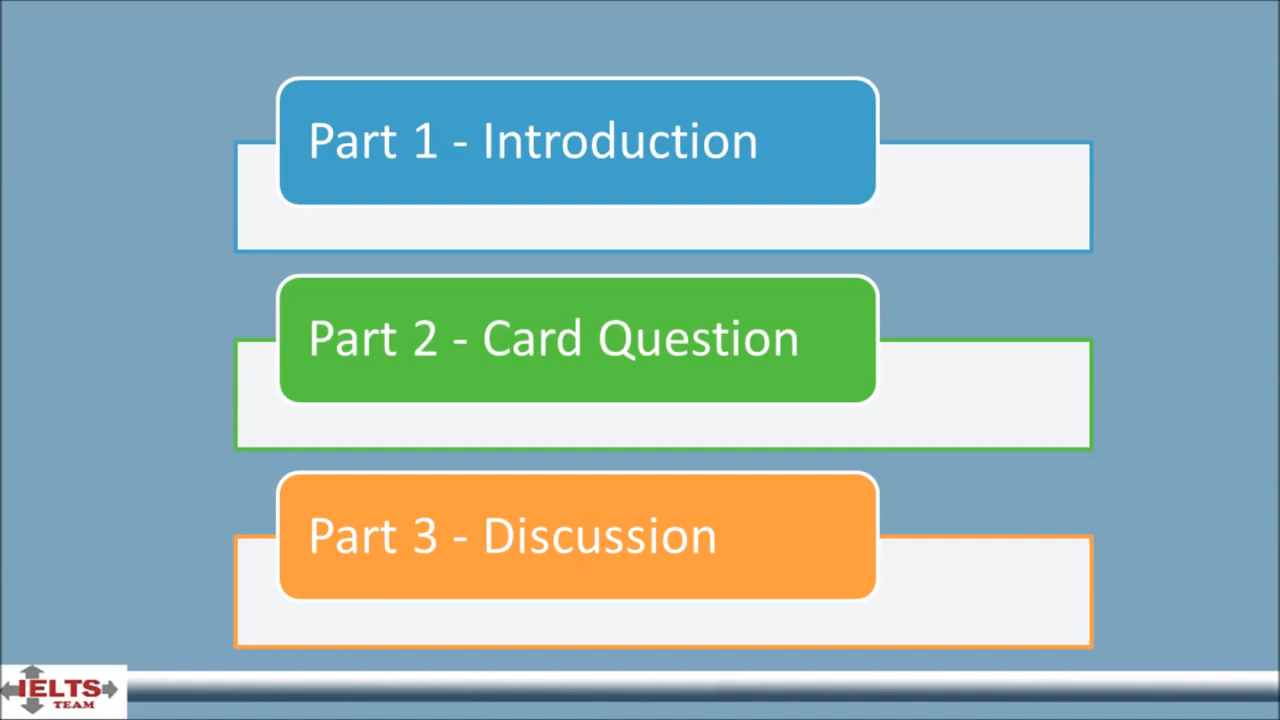 Part 1 - Introduction
Part 2 - Card Question
Part 3 - Discussion
IELTS
TEAM